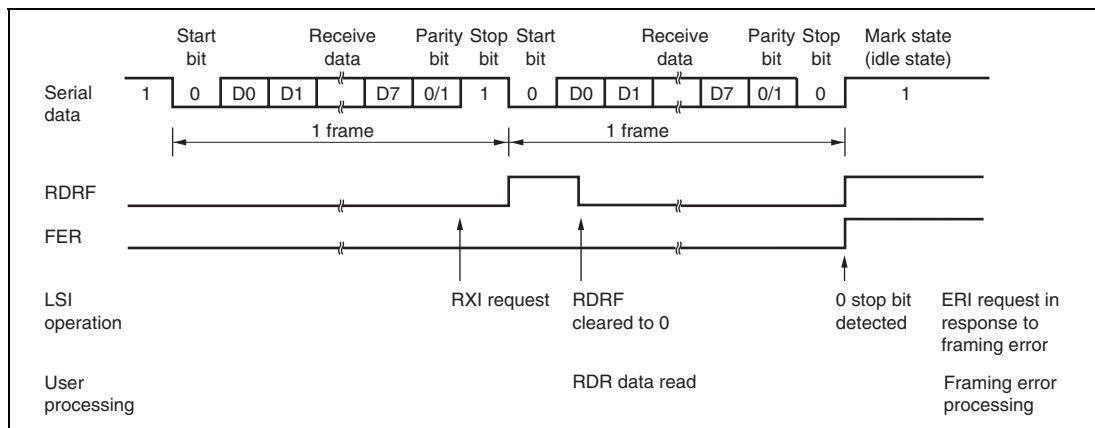 Start bit Receive data Parity bit Stop bit Start bit Receive data Parity bit Stop bit Mark state (idle state)
Serial data 1 0 D0 D1 D7 0/1 1 0 D0 D1 D7 0/1 0 1
1 frame 1 frame
RDRF
FER
LSI operation RXI request RDRF cleared to 0 0 stop bit detected ERI request in response to framing error
User processing RDR data read Framing error processing